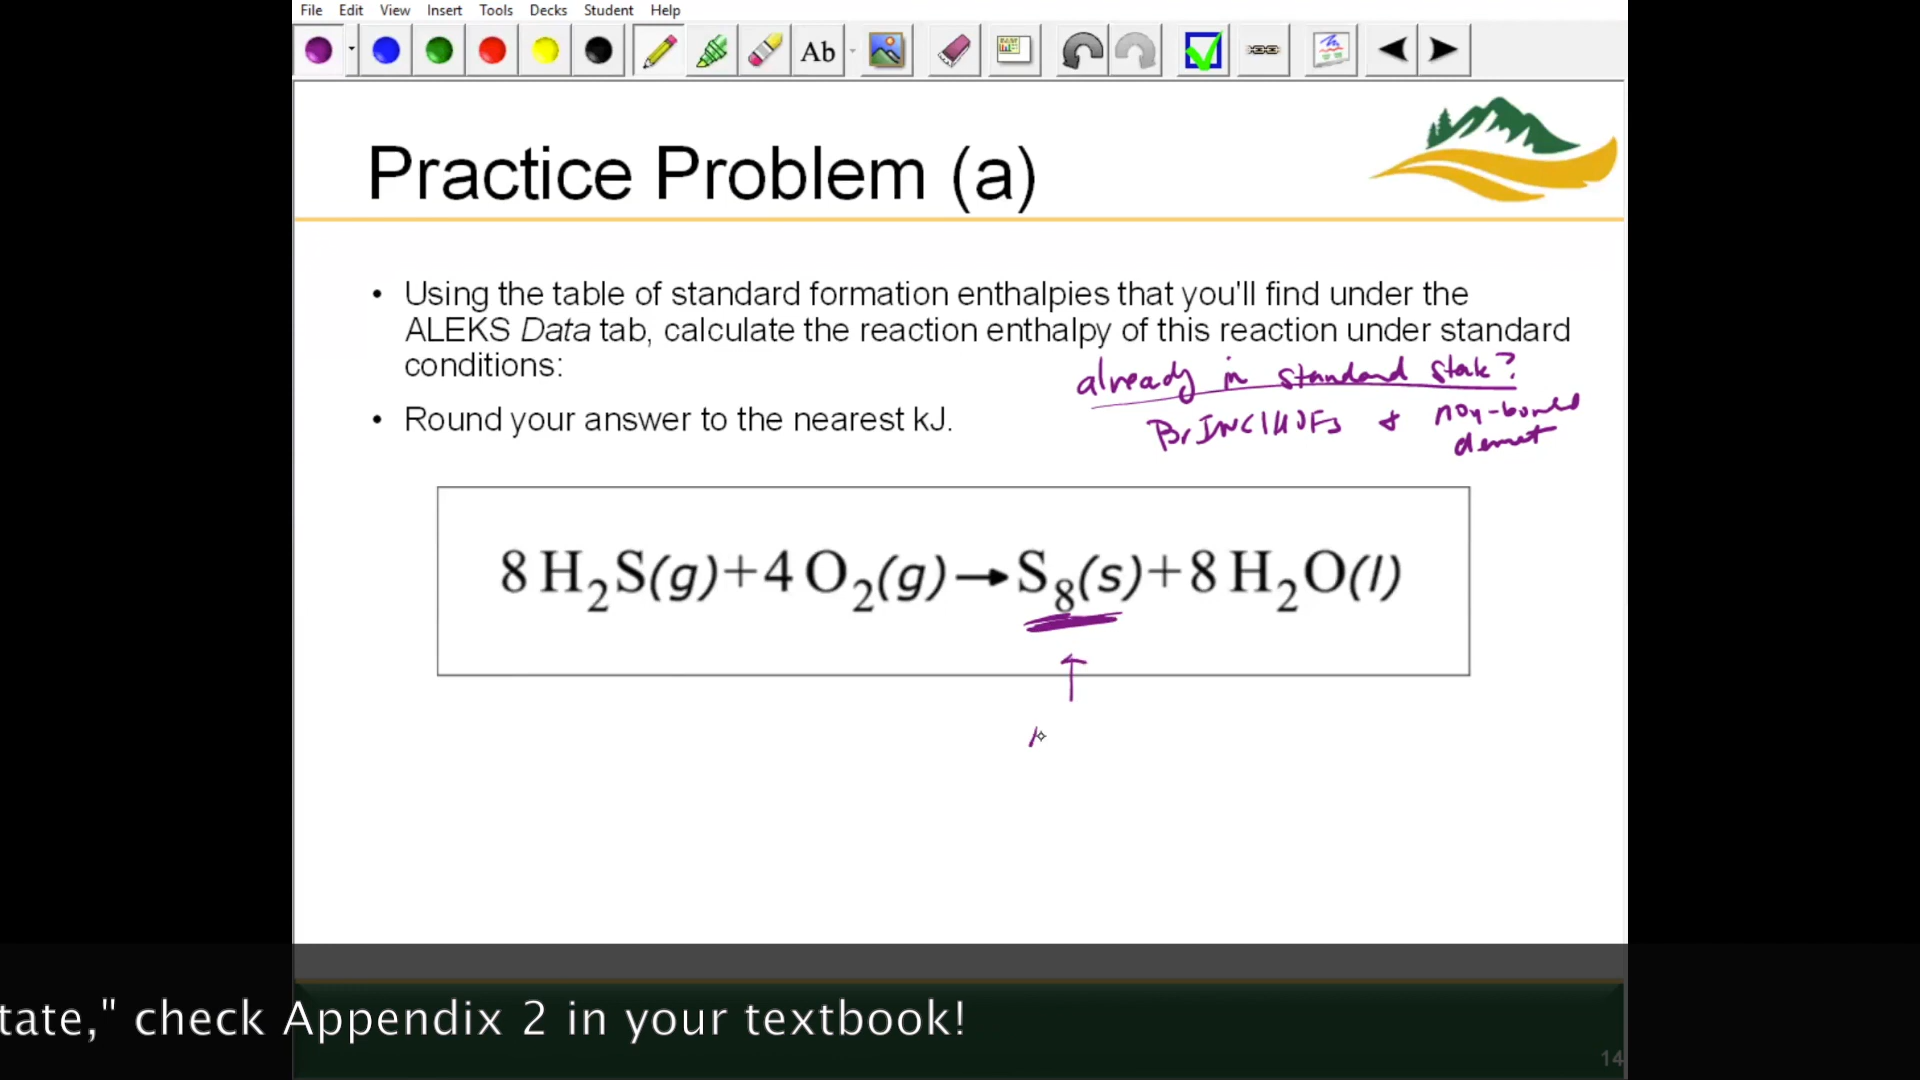 File Edit View Insert Tools Decks Student Help
Ab
Practice Problem (a)
• Using the table of standard formation enthalpies that you'll find under the
ALEKS Data tab, calculate the reaction enthalpy of this reaction under standard
conditions:
already in standard state?
• Round your answer to the nearest kJ.
BrINClHOFs & non-bonded
element
8 H₂S(g)+4 O₂(g)→S₈(s)+8 H₂O(l)
tate," check Appendix 2 in your textbook!
14